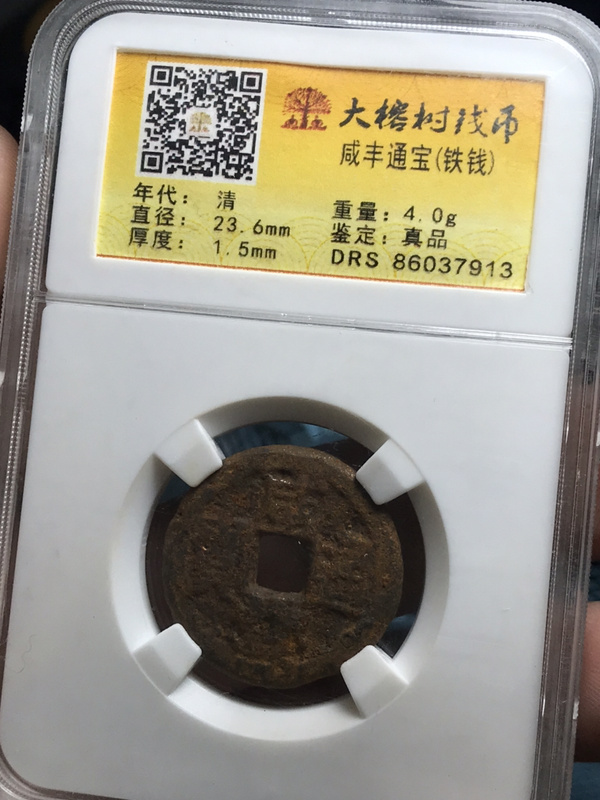 大榕树钱币
咸丰通宝(铁钱)
年代: 清
直径: 23.6mm
厚度: 1.5mm
重量: 4.0g
鉴定: 真品
DRS 86037913